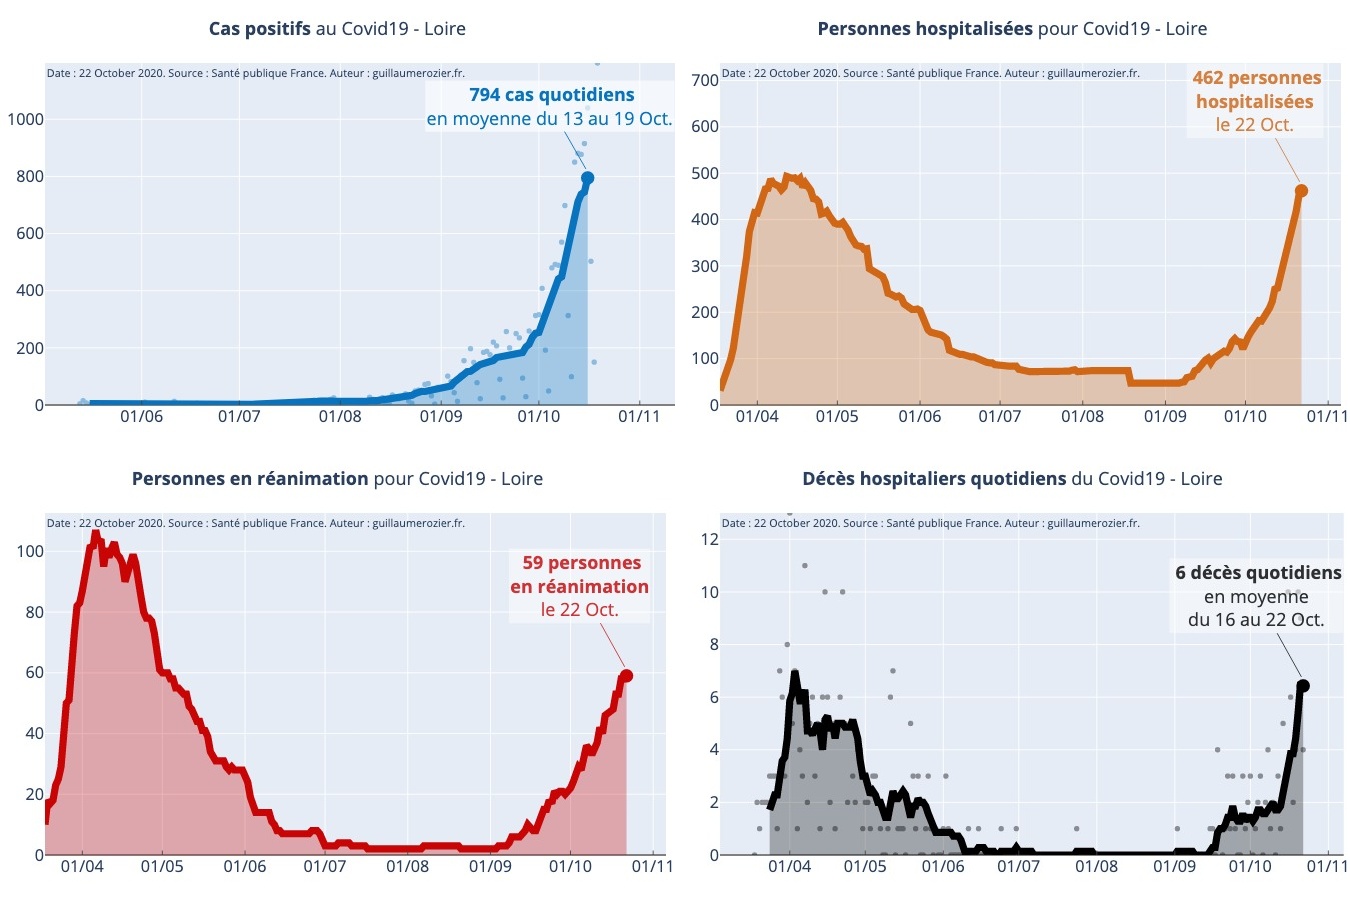 Cas positifs au Covid19 - Loire
Date : 22 October 2020. Source : Santé publique France. Auteur : guillaumerozier.fr.
794 cas quotidiens
en moyenne du 13 au 19 Oct.
1000
800
600
400
200
0
01/06 01/07 01/08 01/09 01/10 01/11
Personnes hospitalisées pour Covid19 - Loire
Date : 22 October 2020. Source : Santé publique France. Auteur : guillaumerozier.fr.
462 personnes
hospitalisées
le 22 Oct.
700
600
500
400
300
200
100
0
01/04 01/05 01/06 01/07 01/08 01/09 01/10 01/11
Personnes en réanimation pour Covid19 - Loire
Date : 22 October 2020. Source : Santé publique France. Auteur : guillaumerozier.fr.
59 personnes
en réanimation
le 22 Oct.
100
80
60
40
20
0
01/04 01/05 01/06 01/07 01/08 01/09 01/10 01/11
Décès hospitaliers quotidiens du Covid19 - Loire
Date : 22 October 2020. Source : Santé publique France. Auteur : guillaumerozier.fr.
6 décès quotidiens
en moyenne
du 16 au 22 Oct.
12
10
8
6
4
2
0
01/04 01/05 01/06 01/07 01/08 01/09 01/10 01/11